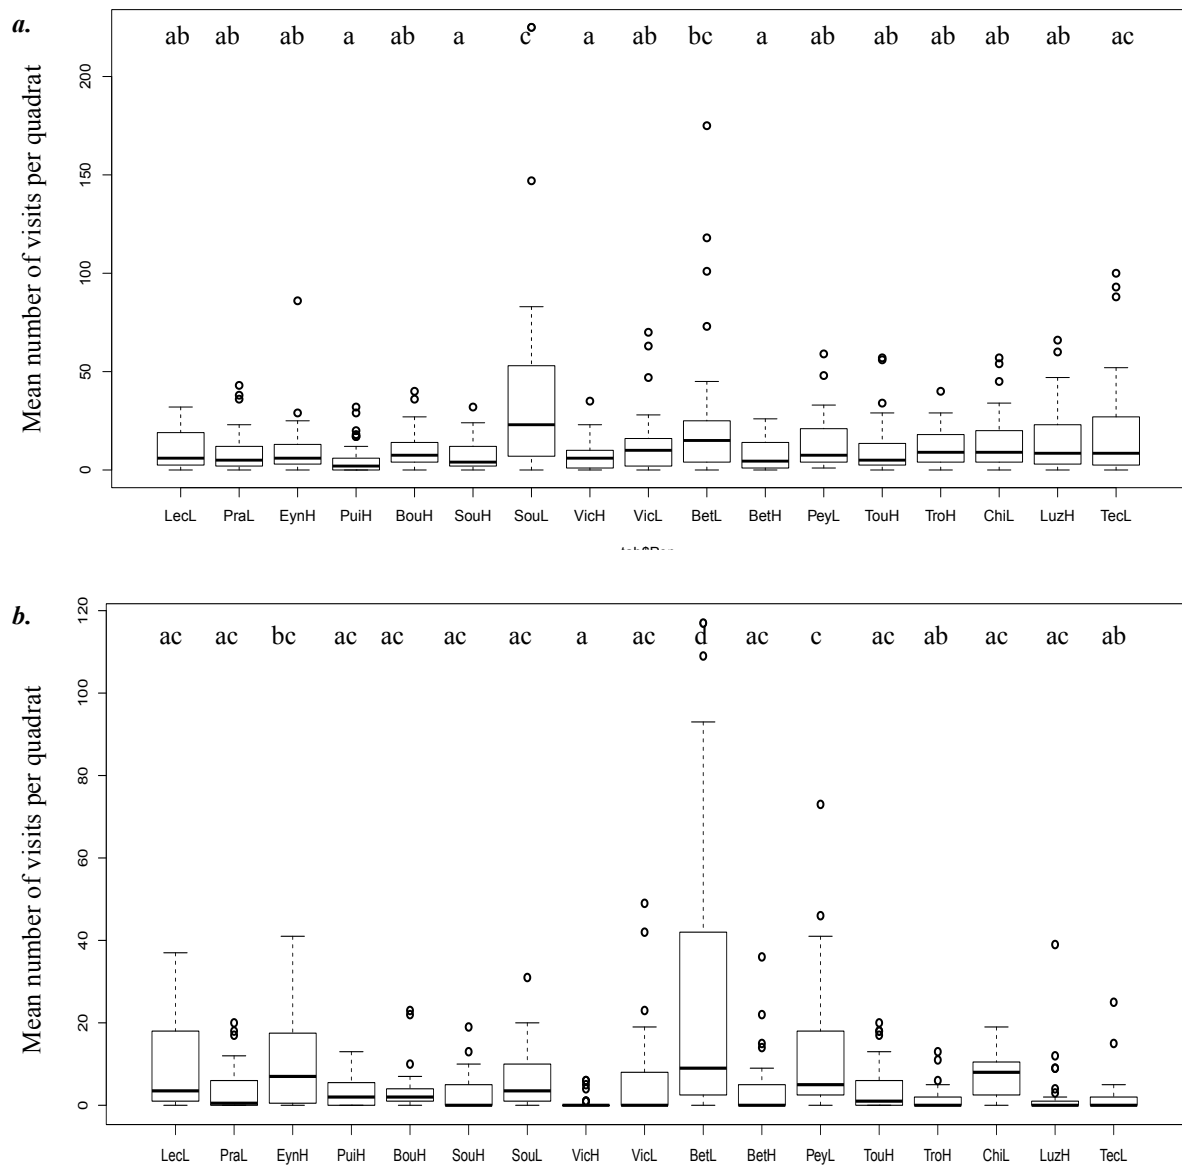 a.
ab ab ab a ab a c a ab bc a ab ab ab ab ab ac
Mean number of visits per quadrat
200
150
100
50
0
LecL PraL EynH PuiH BouH SouH SouL VicH VicL BetL BetH PeyL TouH TroH ChiL LuzH TecL
b.
ac ac bc ac ac ac ac a ac d ac c ac ab ac ac ab
Mean number of visits per quadrat
120
100
80
60
40
20
0
LecL PraL EynH PuiH BouH SouH SouL VicH VicL BetL BetH PeyL TouH TroH ChiL LuzH TecL